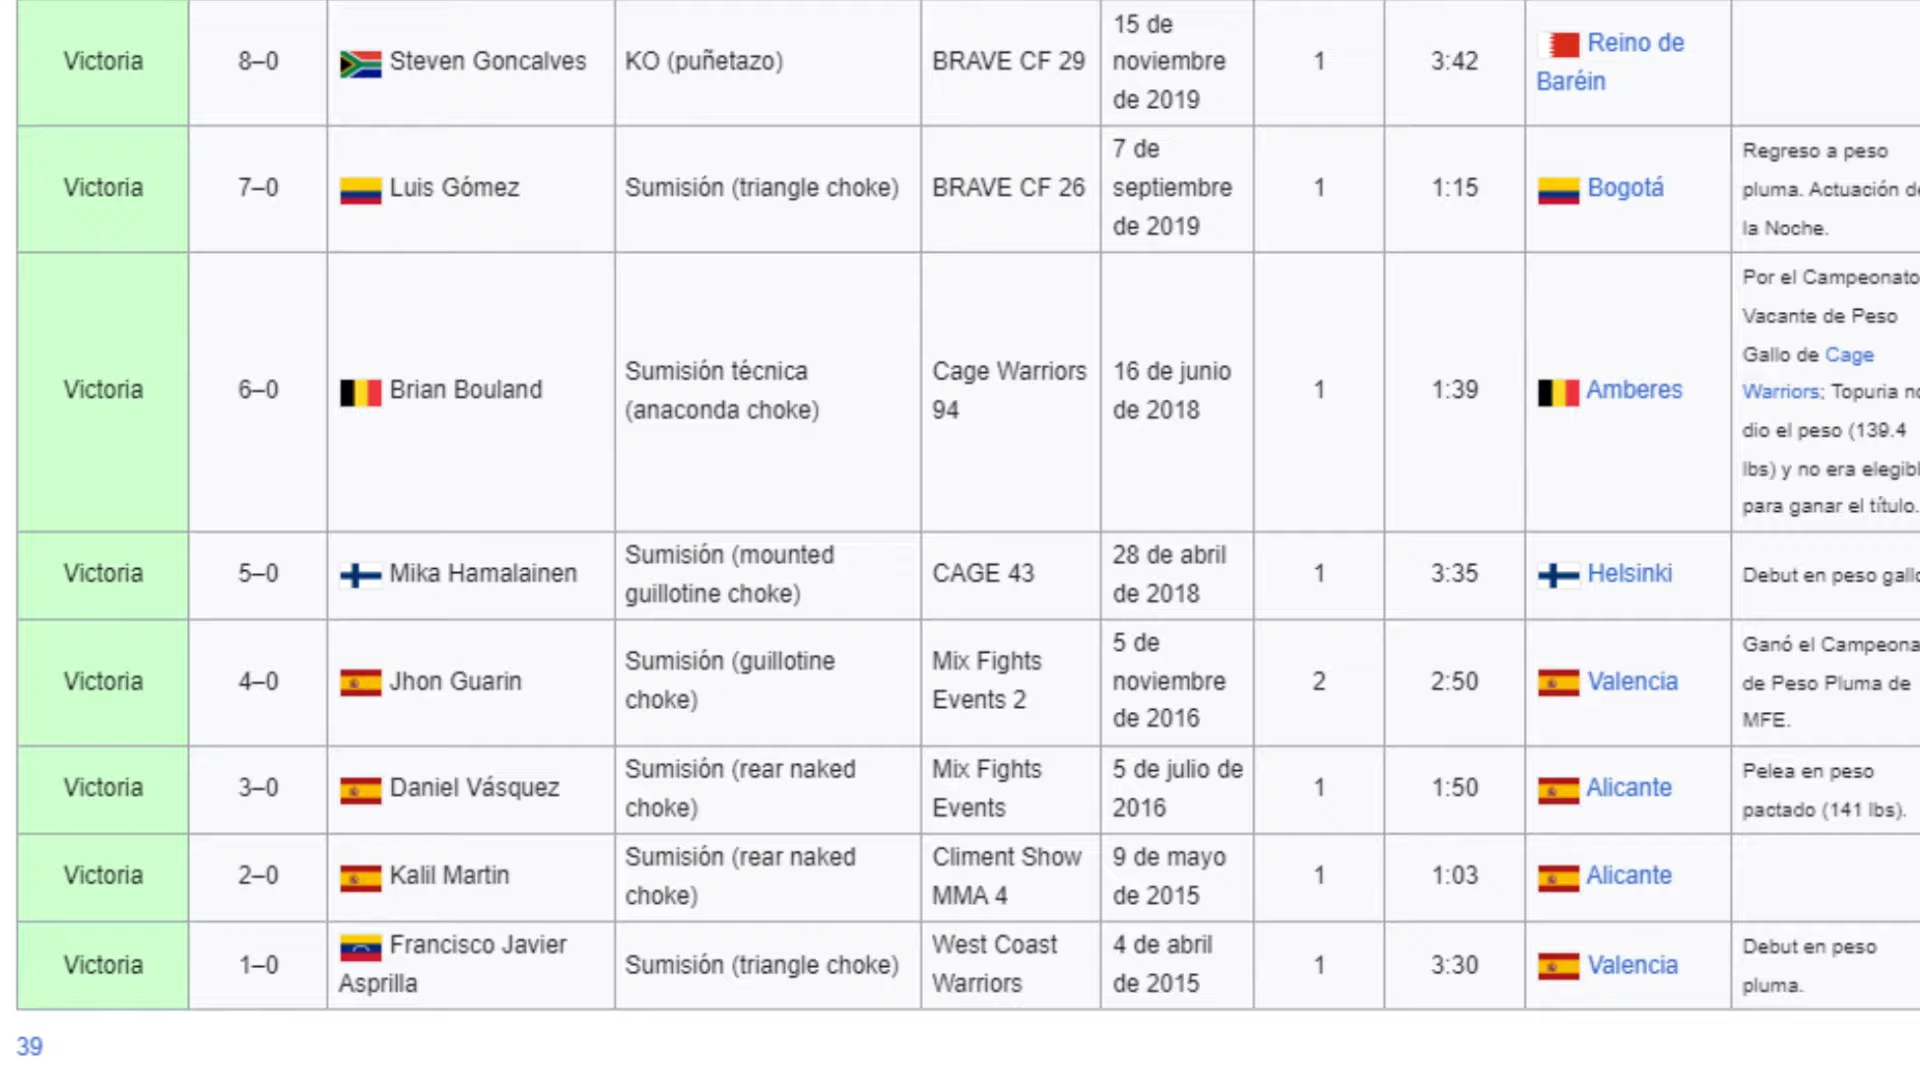 Victoria
8–0
Steven Goncalves
KO (puñetazo)
BRAVE CF 29
15 de
noviembre
de 2019
1
3:42
Reino de
Baréin
Victoria
7–0
Luis Gómez
Sumisión (triangle choke)
BRAVE CF 26
7 de
septiembre
de 2019
1
1:15
Bogotá
Regreso a peso
pluma. Actuación
la Noche.
Victoria
6–0
Brian Bouland
Sumisión técnica
(anaconda choke)
Cage Warriors
94
16 de junio
de 2018
1
1:39
Amberes
Por el Campeonato
Vacante de Peso
Gallo de Cage
Warriors; Topuria
dio el peso (139.4
lbs) y no era
para ganar el título.
Victoria
5–0
Mika Hamalainen
Sumisión (mounted
guillotine choke)
CAGE 43
28 de abril
de 2018
1
3:35
Helsinki
Debut en peso
Victoria
4–0
Jhon Guarin
Sumisión (guillotine
choke)
Mix Fights
Events 2
5 de
noviembre
de 2016
2
2:50
Valencia
Ganó el
de Peso Pluma de
MFE.
Victoria
3–0
Daniel Vásquez
Sumisión (rear naked
choke)
Mix Fights
Events
5 de julio de
2016
1
1:50
Alicante
Pelea en peso
pactado (141 lbs).
Victoria
2–0
Kalil Martin
Sumisión (rear naked
choke)
Climent Show
MMA 4
9 de mayo
de 2015
1
1:03
Alicante
Victoria
1–0
Francisco Javier
Asprilla
Sumisión (triangle choke)
West Coast
Warriors
4 de abril
de 2015
1
3:30
Valencia
Debut en peso
pluma.
39